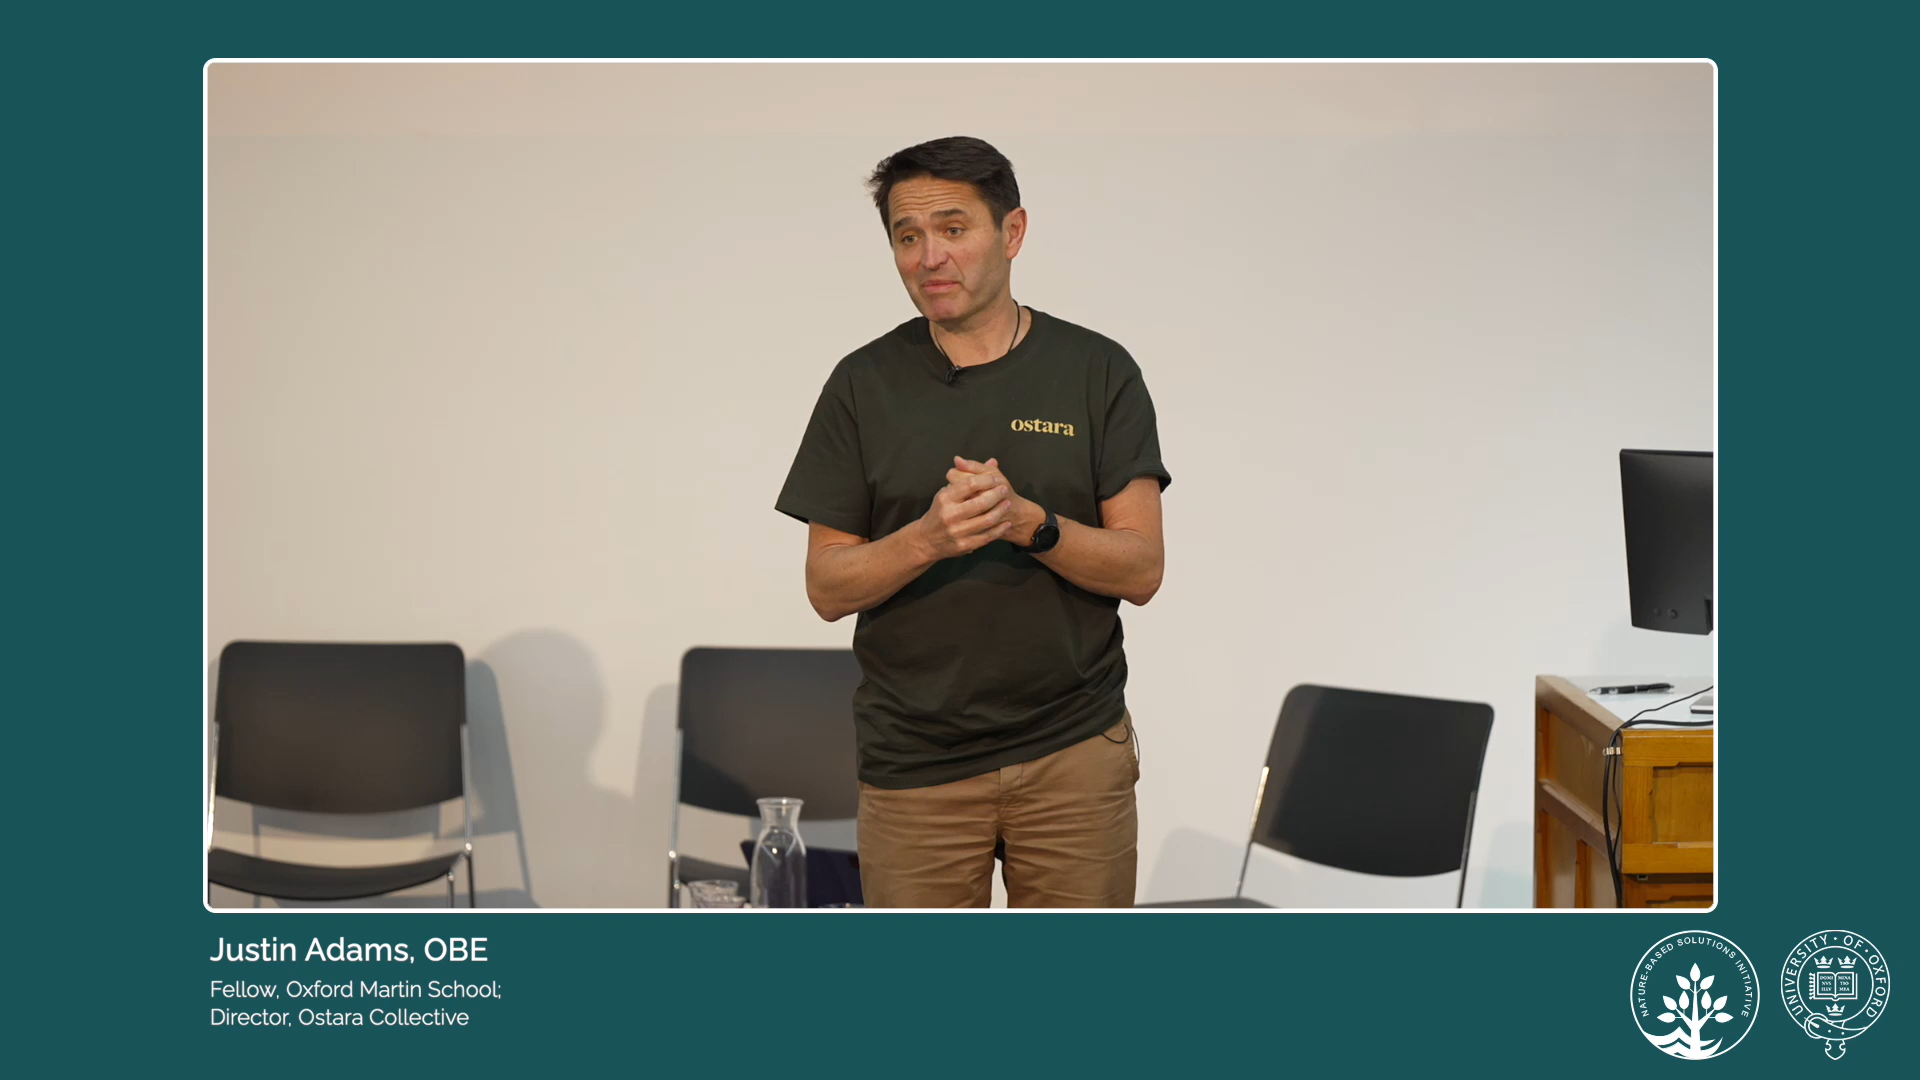 ostara
Justin Adams, OBE
Fellow, Oxford Martin School;
Director, Ostara Collective
NATURE-BASED SOLUTIONS INITIATIVE
UNIVERSITY · OF · OXFORD